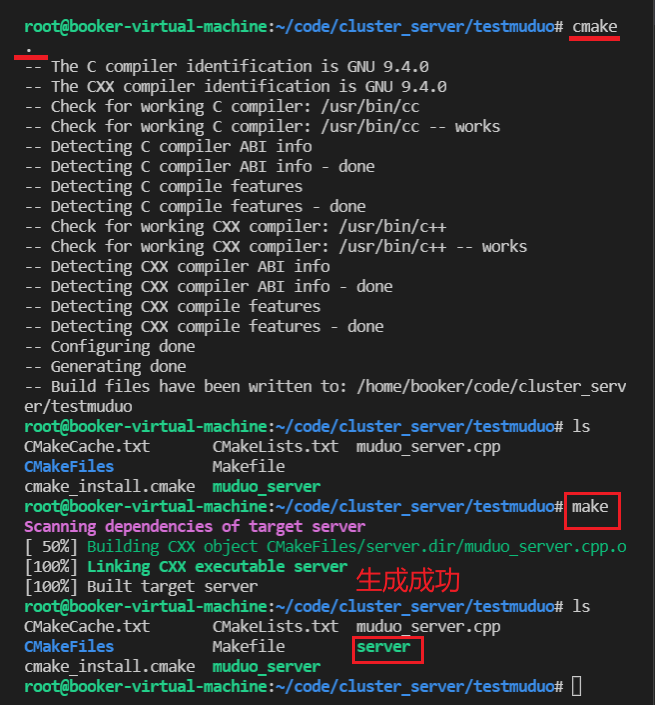 root@booker-virtual-machine:~/code/cluster_server/testmuduo# cmake
.
-- The C compiler identification is GNU 9.4.0
-- The CXX compiler identification is GNU 9.4.0
-- Check for working C compiler: /usr/bin/cc
-- Check for working C compiler: /usr/bin/cc -- works
-- Detecting C compiler ABI info
-- Detecting C compiler ABI info - done
-- Detecting C compile features
-- Detecting C compile features - done
-- Check for working CXX compiler: /usr/bin/c++
-- Check for working CXX compiler: /usr/bin/c++ -- works
-- Detecting CXX compiler ABI info
-- Detecting CXX compiler ABI info - done
-- Detecting CXX compile features
-- Detecting CXX compile features - done
-- Configuring done
-- Generating done
-- Build files have been written to: /home/booker/code/cluster_serv
er/testmuduo
root@booker-virtual-machine:~/code/cluster_server/testmuduo# ls
CMakeCache.txt CMakeLists.txt muduo_server.cpp
CMakeFiles Makefile
cmake_install.cmake muduo_server
root@booker-virtual-machine:~/code/cluster_server/testmuduo# make
Scanning dependencies of target server
[ 50%] Building CXX object CMakeFiles/server.dir/muduo_server.cpp.o
[100%] Linking CXX executable server
[100%] Built target server 生成成功
root@booker-virtual-machine:~/code/cluster_server/testmuduo# ls
CMakeCache.txt CMakeLists.txt muduo_server.cpp
CMakeFiles Makefile server
cmake_install.cmake muduo_server
root@booker-virtual-machine:~/code/cluster_server/testmuduo#